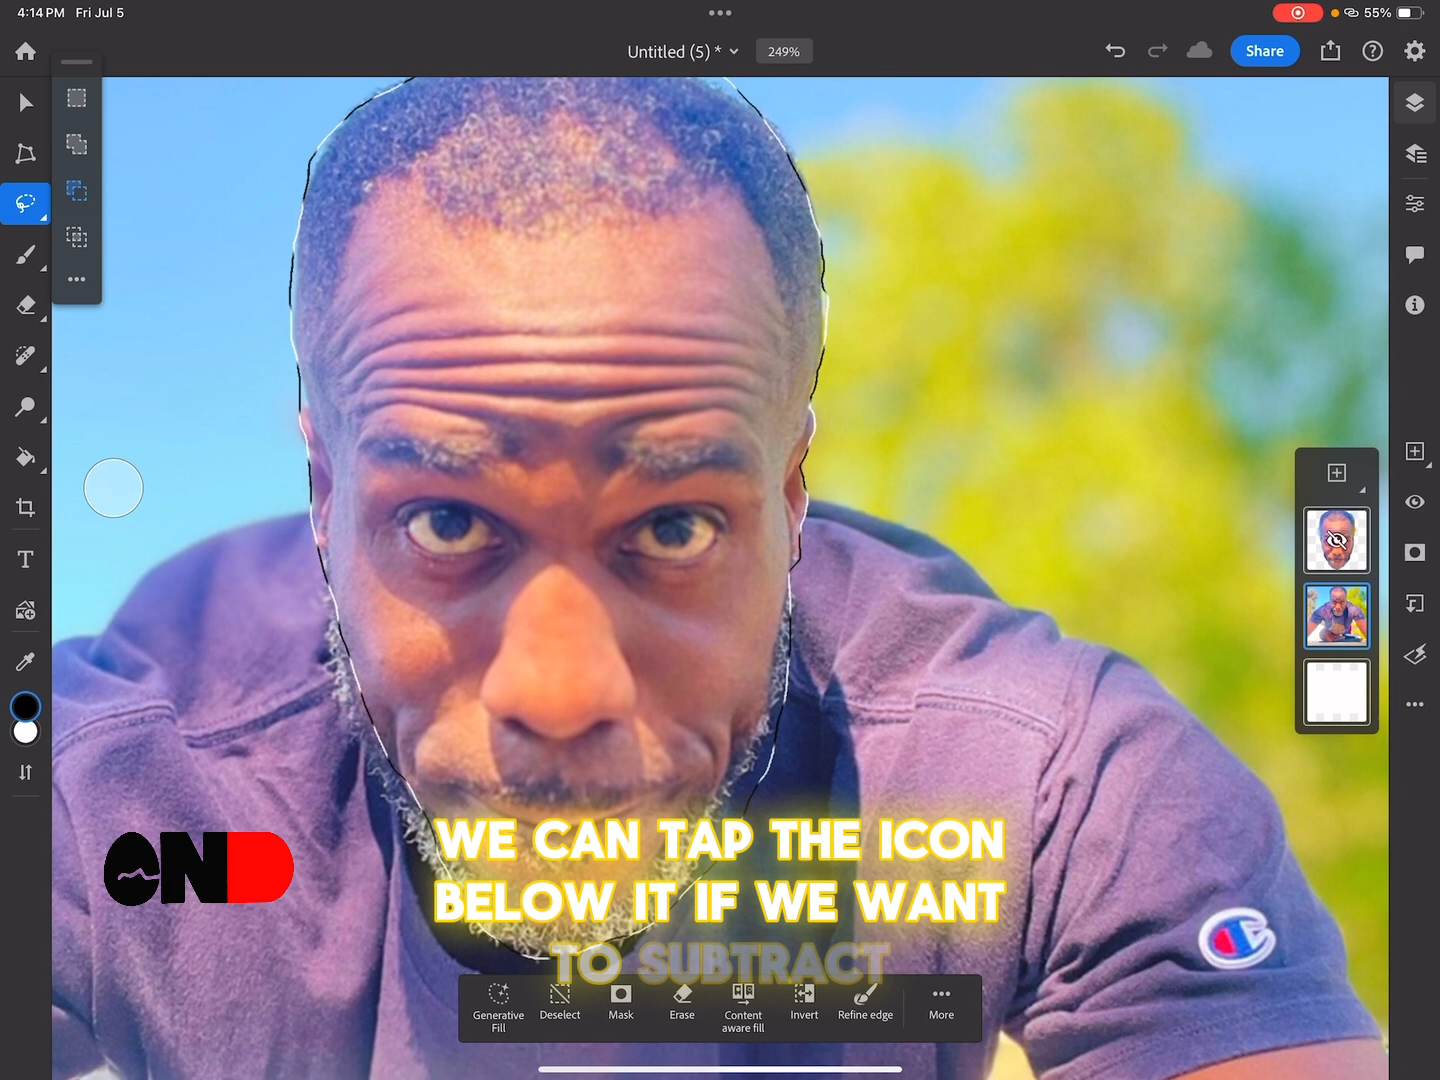 4:14 PM Fri Jul 5
55%
Untitled (5) *
249%
Share
T
END
WE CAN TAP THE ICON
BELOW IT IF WE WANT
TO SUBTRACT
Generative Fill
Deselect
Mask
Erase
Content aware fill
Invert
Refine edge
More